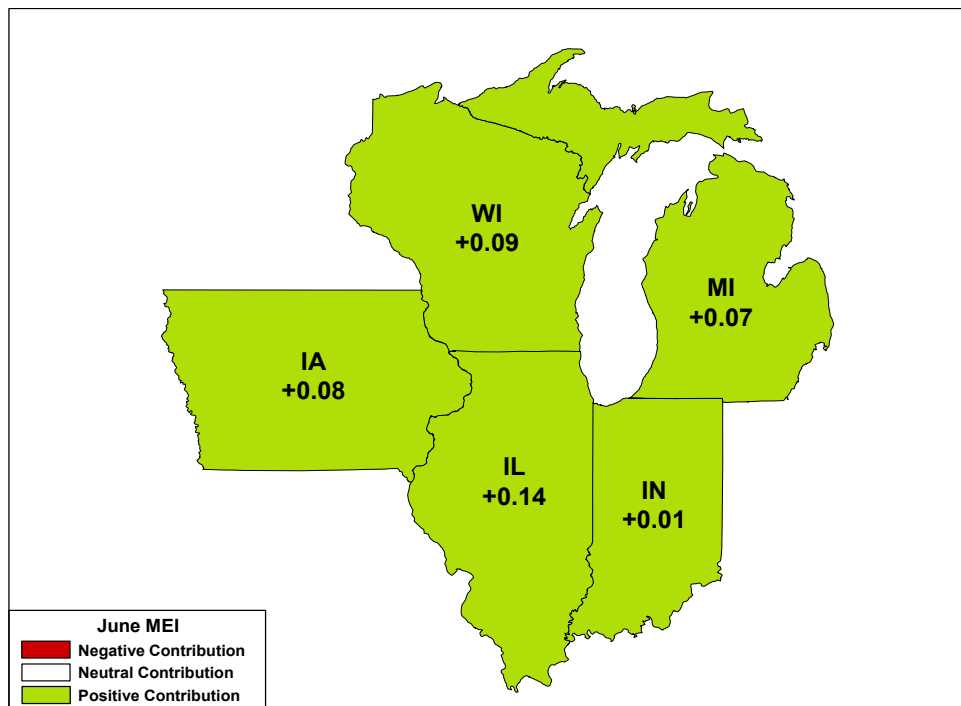 WI
+0.09
MI
+0.07
IA
+0.08
IL
+0.14
IN
+0.01
June MEI
Negative Contribution
Neutral Contribution
Positive Contribution